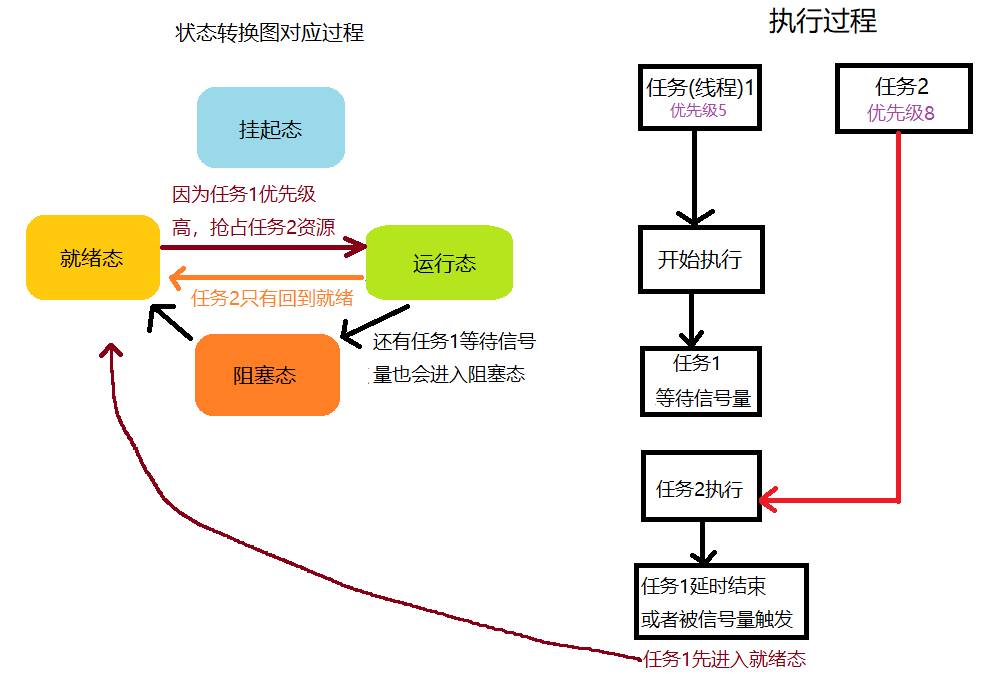 状态转换图对应过程
挂起态
因为任务1优先级
高，抢占任务2资源
就绪态
运行态
任务2只有回到就绪
还有任务1等待信号
量也会进入阻塞态
阻塞态
执行过程
任务(线程)1
优先级5
任务2
优先级8
开始执行
任务1
等待信号量
任务2执行
任务1延时结束
或者被信号量触发
任务1先进入就绪态